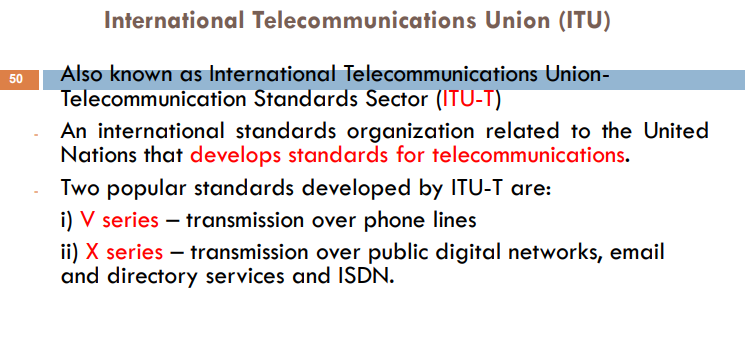 International Telecommunications Union (ITU)
50
Also known as International Telecommunications Union-
Telecommunication Standards Sector (ITU-T)
- An international standards organization related to the United
Nations that develops standards for telecommunications.
- Two popular standards developed by ITU-T are:
i) V series – transmission over phone lines
ii) X series – transmission over public digital networks, email
and directory services and ISDN.